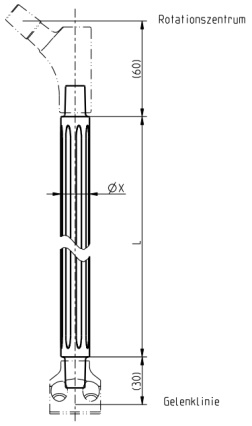 Rotationszentrum
(60)
ØX
L
(30)
Gelenklinie